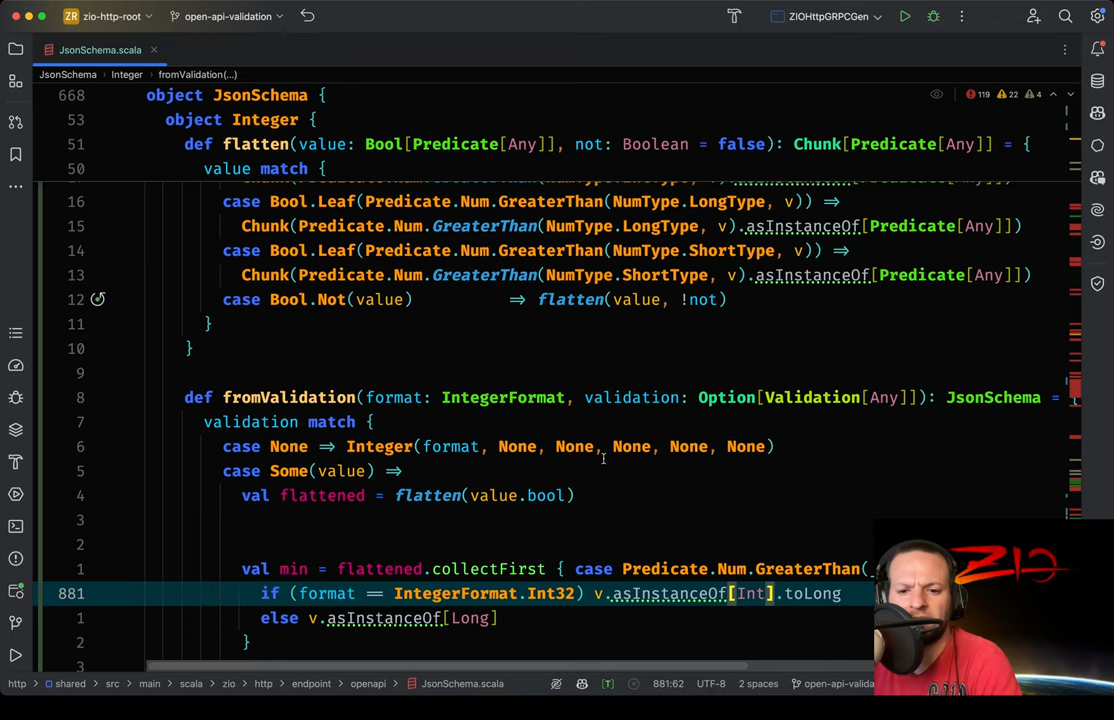 ZR zio-http-root open-api-validation ZIOHttpGRPCGen
JsonSchema.scala
JsonSchema Integer fromValidation(...)
668 object JsonSchema { 119 22 4
53 object Integer {
51 def flatten(value: Bool[Predicate[Any]], not: Boolean = false): Chunk[Predicate[Any]] = {
50 value match {
16 case Bool.Leaf(Predicate.Num.GreaterThan(NumType.LongType, v)) ⇒
15 Chunk(Predicate.Num.GreaterThan(NumType.LongType, v).asInstanceOf[Predicate[Any]])
14 case Bool.Leaf(Predicate.Num.GreaterThan(NumType.ShortType, v)) ⇒
13 Chunk(Predicate.Num.GreaterThan(NumType.ShortType, v).asInstanceOf[Predicate[Any]])
12 case Bool.Not(value) ⇒ flatten(value, !not)
11 }
10 }
9
8 def fromValidation(format: IntegerFormat, validation: Option[Validation[Any]]): JsonSchema =
7 validation match {
6 case None ⇒ Integer(format, None, None, None, None, None)
5 case Some(value) ⇒
4 val flattened = flatten(value.bool)
3
2
1 val min = flattened.collectFirst { case Predicate.Num.GreaterThan(
881 if (format == IntegerFormat.Int32) v.asInstanceOf[Int].toLong
1 else v.asInstanceOf[Long]
2 }
3
ZIO
http shared src main scala zio http endpoint openapi JsonSchema.scala 881:62 UTF-8 2 spaces open-api-valida